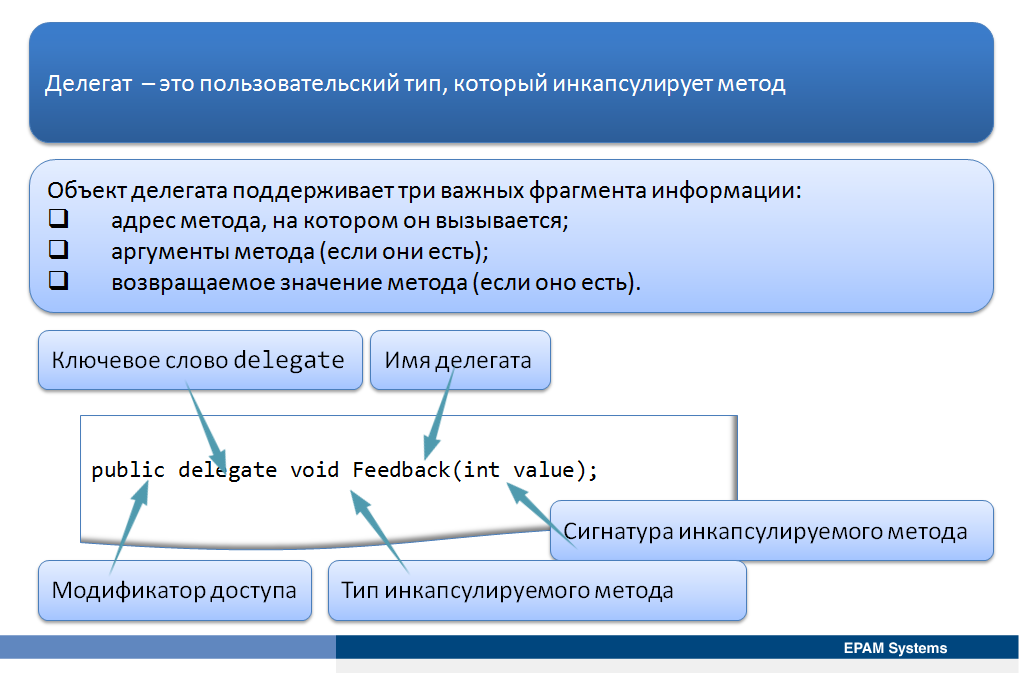 Делегат – это пользовательский тип, который инкапсулирует метод
Объект делегата поддерживает три важных фрагмента информации:
❑ адрес метода, на котором он вызывается;
❑ аргументы метода (если они есть);
❑ возвращаемое значение метода (если оно есть).
Ключевое слово delegate
Имя делегата
public delegate void Feedback(int value);
Сигнатура инкапсулируемого метода
Модификатор доступа
Тип инкапсулируемого метода
EPAM Systems